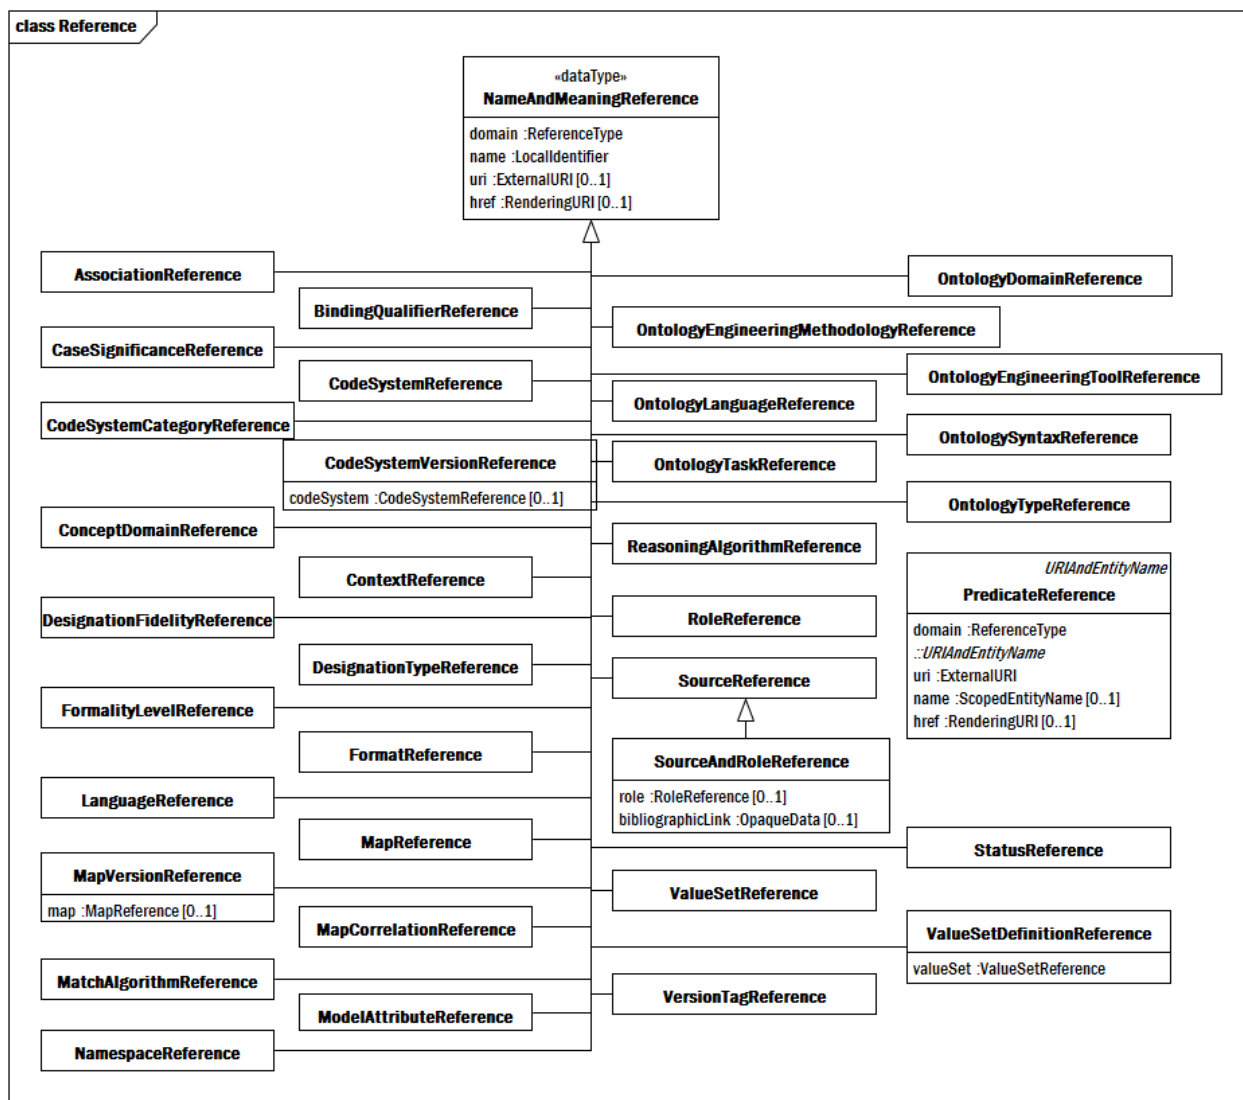 class Reference
«dataType»
NameAndMeaningReference
domain :ReferenceType
name :LocalIdentifier
uri :ExternalURI [0..1]
href :RenderingURI [0..1]
AssociationReference
OntologyDomainReference
BindingQualifierReference
OntologyEngineeringMethodologyReference
CaseSignificanceReference
CodeSystemReference
OntologyEngineeringToolReference
OntologyLanguageReference
CodeSystemCategoryReference
OntologySyntaxReference
CodeSystemVersionReference
codeSystem :CodeSystemReference [0..1]
OntologyTaskReference
OntologyTypeReference
ConceptDomainReference
ReasoningAlgorithmReference
ContextReference
URIAndEntityName
PredicateReference
domain :ReferenceType
::URIAndEntityName
uri :ExternalURI
name :ScopedEntityName [0..1]
href :RenderingURI [0..1]
DesignationFidelityReference
RoleReference
DesignationTypeReference
SourceReference
FormalityLevelReference
FormatReference
SourceAndRoleReference
role :RoleReference [0..1]
bibliographicLink :OpaqueData [0..1]
LanguageReference
MapReference
StatusReference
MapVersionReference
map :MapReference [0..1]
ValueSetReference
MapCorrelationReference
ValueSetDefinitionReference
valueSet :ValueSetReference
MatchAlgorithmReference
VersionTagReference
ModelAttributeReference
NamespaceReference